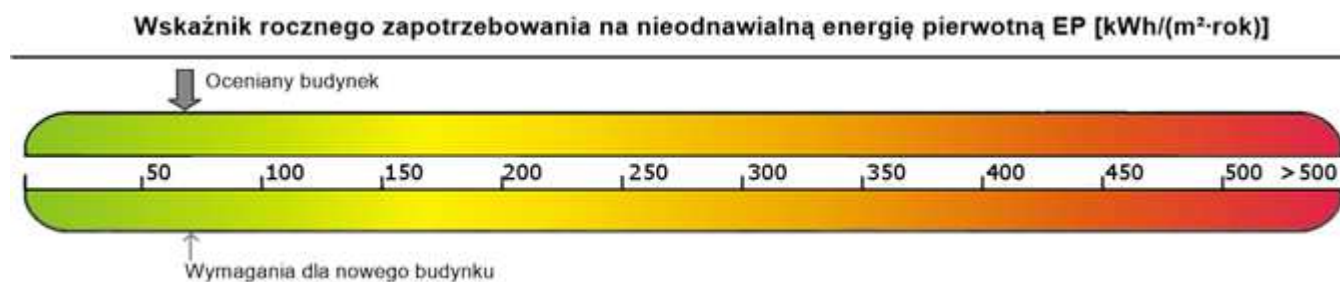 Wskaźnik rocznego zapotrzebowania na nieodnawialną energię pierwotną EP [kWh/(m²·rok)]
Oceniany budynek
50 100 150 200 250 300 350 400 450 500 >500
Wymagania dla nowego budynku